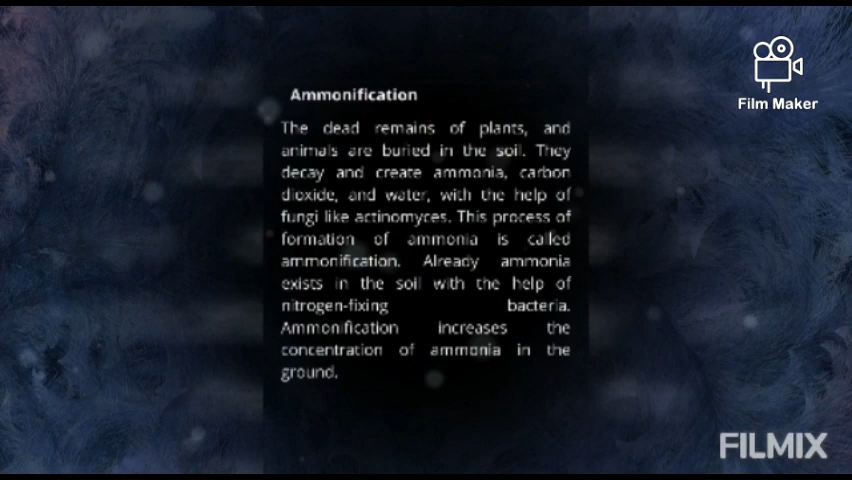 Film Maker
Ammonification
The dead remains of plants, and
animals are buried in the soil. They
decay and create ammonia, carbon
dioxide, and water, with the help of
fungi like actinomyces. This process of
formation of ammonia is called
ammonification. Already ammonia
exists in the soil with the help of
nitrogen-fixing bacteria.
Ammonification increases the
concentration of ammonia in the
ground.
FILMIX